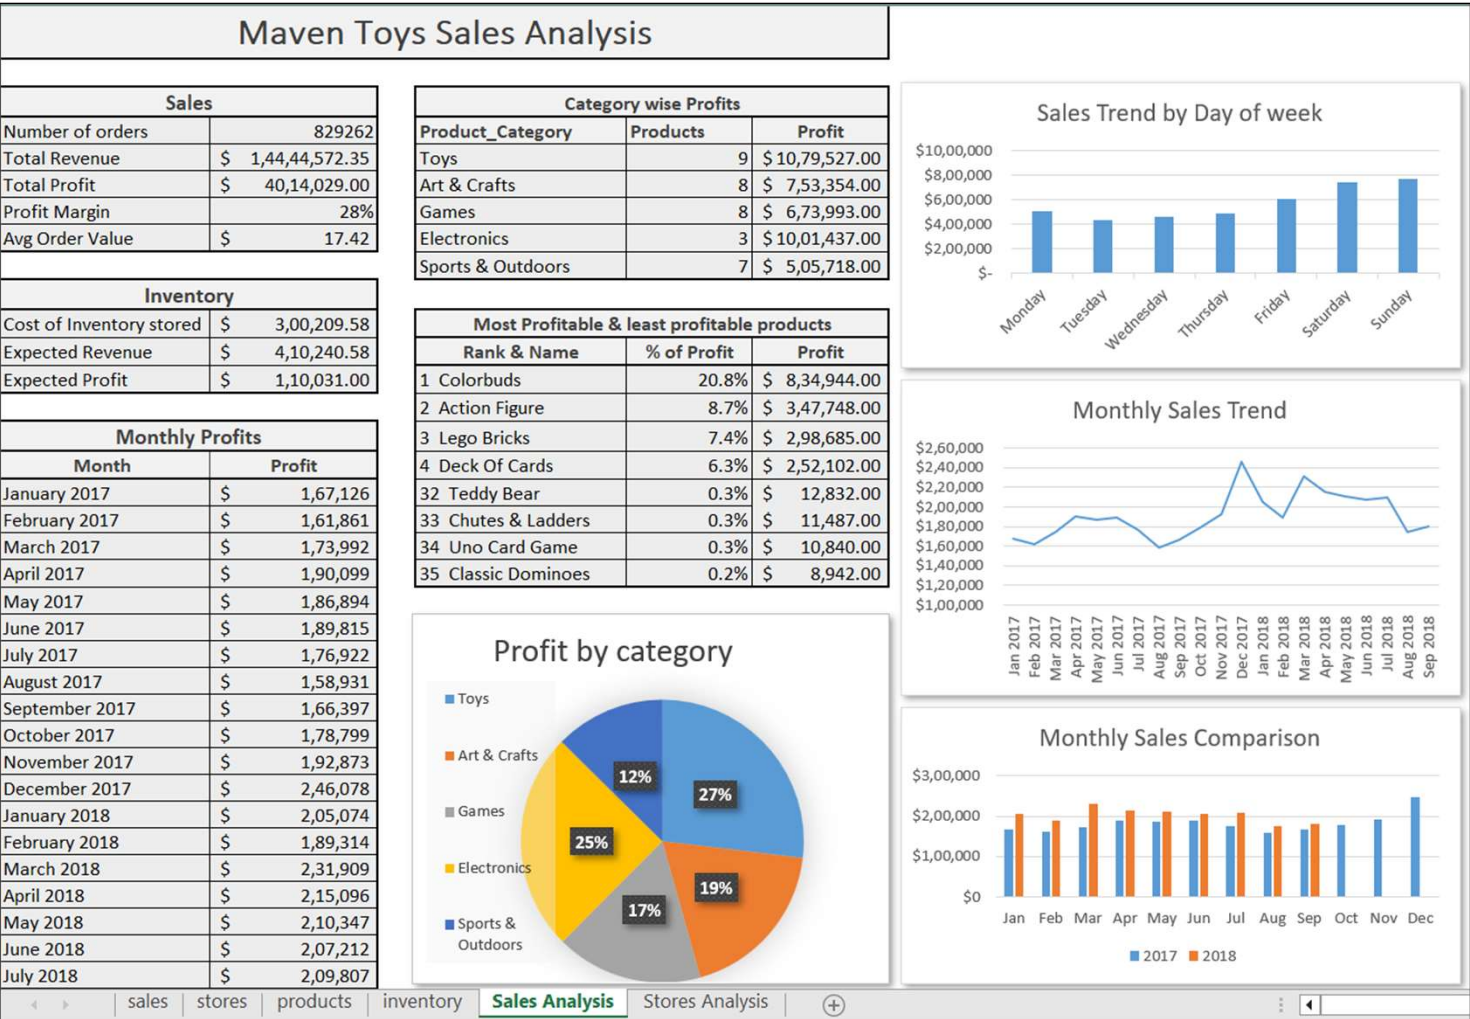 Maven Toys Sales Analysis
Sales
Number of orders 829262
Total Revenue $ 1,44,44,572.35
Total Profit $ 40,14,029.00
Profit Margin 28%
Avg Order Value $ 17.42
Inventory
Cost of Inventory stored $ 3,00,209.58
Expected Revenue $ 4,10,240.58
Expected Profit $ 1,10,031.00
Monthly Profits
Month Profit
January 2017 $ 1,67,126
February 2017 $ 1,61,861
March 2017 $ 1,73,992
April 2017 $ 1,90,099
May 2017 $ 1,86,894
June 2017 $ 1,89,815
July 2017 $ 1,76,922
August 2017 $ 1,58,931
September 2017 $ 1,66,397
October 2017 $ 1,78,799
November 2017 $ 1,92,873
December 2017 $ 2,46,078
January 2018 $ 2,05,074
February 2018 $ 1,89,314
March 2018 $ 2,31,909
April 2018 $ 2,15,096
May 2018 $ 2,10,347
June 2018 $ 2,07,212
July 2018 $ 2,09,807
Category wise Profits
Product_Category Products Profit
Toys 9 $ 10,79,527.00
Art & Crafts 8 $ 7,53,354.00
Games 8 $ 6,73,993.00
Electronics 3 $ 10,01,437.00
Sports & Outdoors 7 $ 5,05,718.00
Most Profitable & least profitable products
Rank & Name % of Profit Profit
1 Colorbuds 20.8% $ 8,34,944.00
2 Action Figure 8.7% $ 3,47,748.00
3 Lego Bricks 7.4% $ 2,98,685.00
4 Deck Of Cards 6.3% $ 2,52,102.00
32 Teddy Bear 0.3% $ 12,832.00
33 Chutes & Ladders 0.3% $ 11,487.00
34 Uno Card Game 0.3% $ 10,840.00
35 Classic Dominoes 0.2% $ 8,942.00
Profit by category
Toys
Art & Crafts
Games
Electronics
Sports &
Outdoors
12%
27%
25%
19%
17%
Sales Trend by Day of week
$10,00,000
$8,00,000
$6,00,000
$4,00,000
$2,00,000
$-
Monday Tuesday Wednesday Thursday Friday Saturday Sunday
Monthly Sales Trend
$2,60,000
$2,40,000
$2,20,000
$2,00,000
$1,80,000
$1,60,000
$1,40,000
$1,20,000
$1,00,000
Jan 2017
Feb 2017
Mar 2017
Apr 2017
May 2017
Jun 2017
Jul 2017
Aug 2017
Sep 2017
Oct 2017
Nov 2017
Dec 2017
Jan 2018
Feb 2018
Mar 2018
Apr 2018
May 2018
Jun 2018
Jul 2018
Aug 2018
Sep 2018
Monthly Sales Comparison
$3,00,000
$2,00,000
$1,00,000
$0
Jan Feb Mar Apr May Jun Jul Aug Sep Oct Nov Dec
2017 2018
sales stores products inventory Sales Analysis Stores Analysis